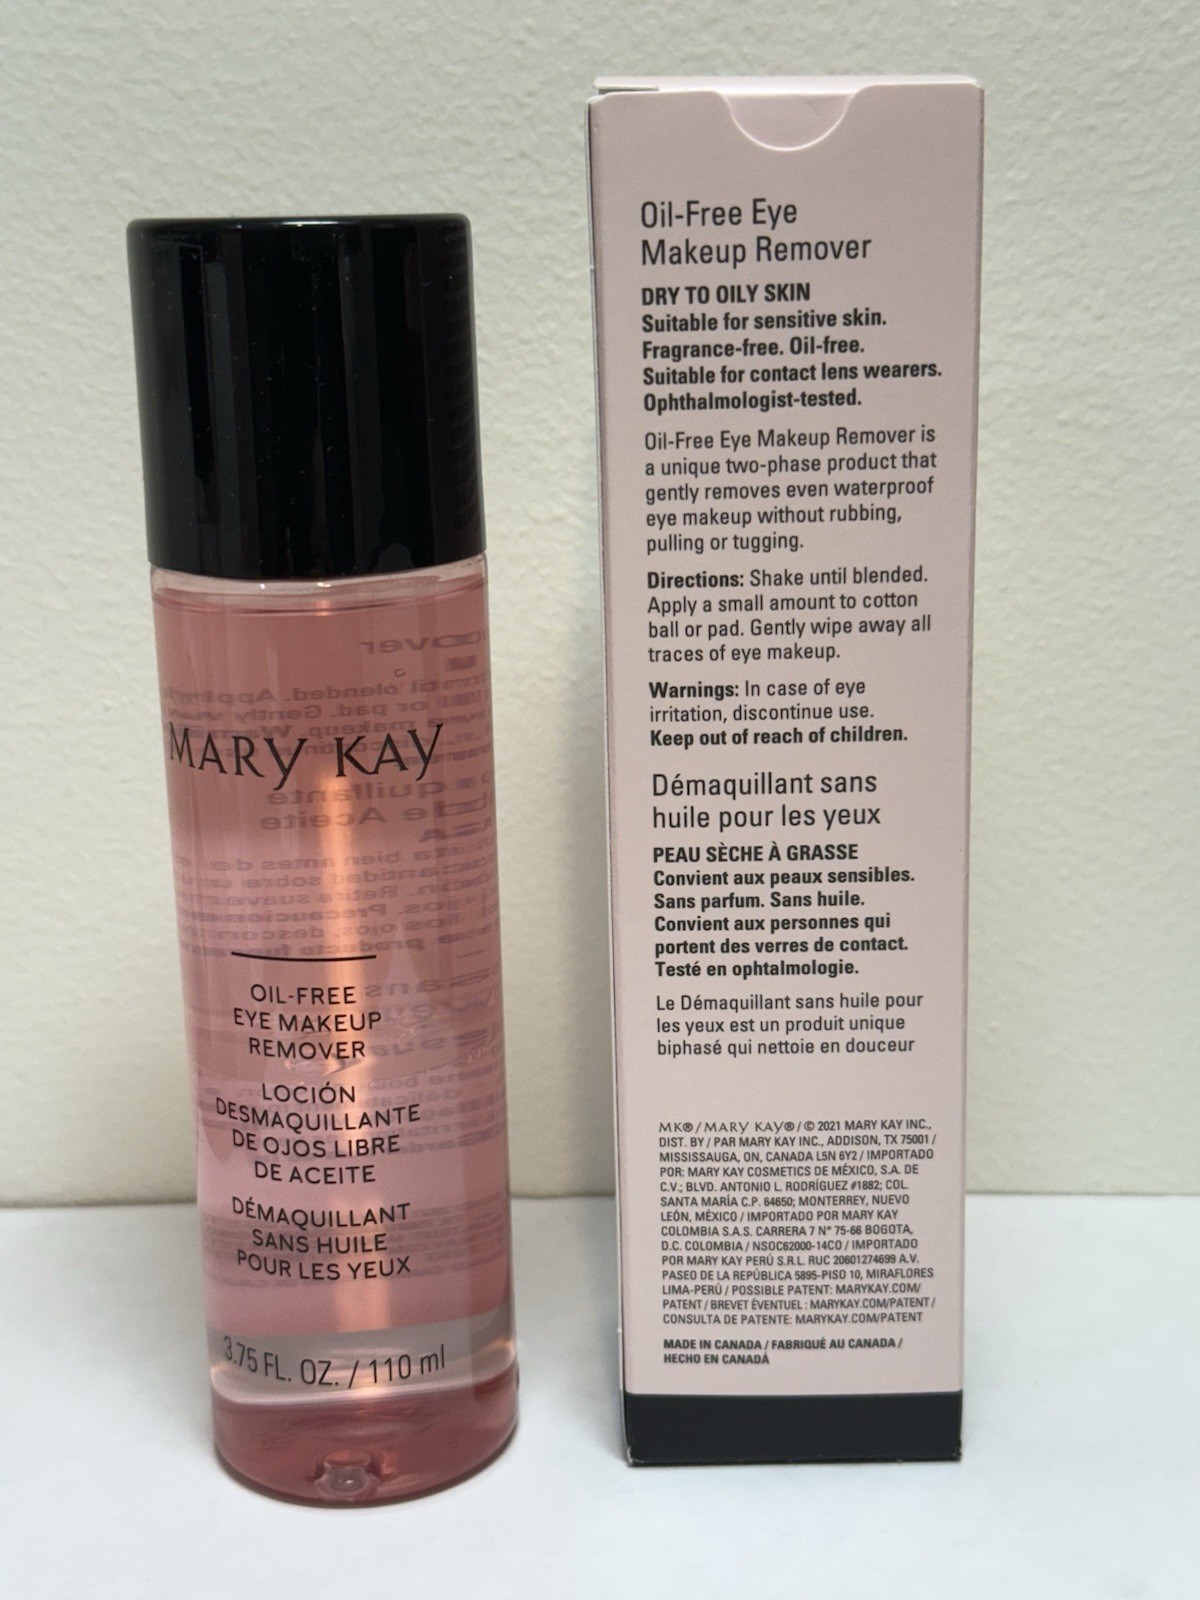 MARY KAY
OIL-FREE
EYE MAKEUP
REMOVER
LOCIÓN
DESMAQUILLANTE
DE OJOS LIBRE
DE ACEITE
DÉMAQUILLANT
SANS HUILE
POUR LES YEUX
3.75 FL. OZ. / 110 ml
Oil-Free Eye
Makeup Remover
DRY TO OILY SKIN
Suitable for sensitive skin.
Fragrance-free. Oil-free.
Suitable for contact lens wearers.
Ophthalmologist-tested.
Oil-Free Eye Makeup Remover is
a unique two-phase product that
gently removes even waterproof
eye makeup without rubbing,
pulling or tugging.
Directions: Shake until blended.
Apply a small amount to cotton
ball or pad. Gently wipe away all
traces of eye makeup.
Warnings: In case of eye
irritation, discontinue use.
Keep out of reach of children.
Démaquillant sans
huile pour les yeux
PEAU SÈCHE À GRASSE
Convient aux peaux sensibles.
Sans parfum. Sans huile.
Convient aux personnes qui
portent des verres de contact.
Testé en ophtalmologie.
Le Démaquillant sans huile pour
les yeux est un produit unique
biphasé qui nettoie en douceur
MK®/MARY KAY®/© 2021 MARY KAY INC.,
DIST. BY / PAR MARY KAY INC., ADDISON, TX 75001 /
MISSISSAUGA, ON, CANADA L5N 6Y2 / IMPORTADO
POR: MARY KAY COSMETICS DE MÉXICO, S.A. DE
C.V.; BLVD. ANTONIO L. RODRÍGUEZ #1882; COL.
SANTA MARÍA C.P. 64650; MONTERREY, NUEVO
LEÓN, MÉXICO / IMPORTADO POR MARY KAY
COLOMBIA S.A.S. CARRERA 7 N° 75-66 BOGOTA,
D.C. COLOMBIA / NSOC62000-14CO / IMPORTADO
POR MARY KAY PERÚ S.R.L. RUC 20601274699 A.V.
PASEO DE LA REPÚBLICA 5895-PISO 10, MIRAFLORES
LIMA-PERÚ / POSSIBLE PATENT: MARYKAY.COM/
PATENT / BREVET ÉVENTUEL : MARYKAY.COM/PATENT /
CONSULTA DE PATENTE: MARYKAY.COM/PATENT
MADE IN CANADA / FABRIQUÉ AU CANADA /
HECHO EN CANADÁ